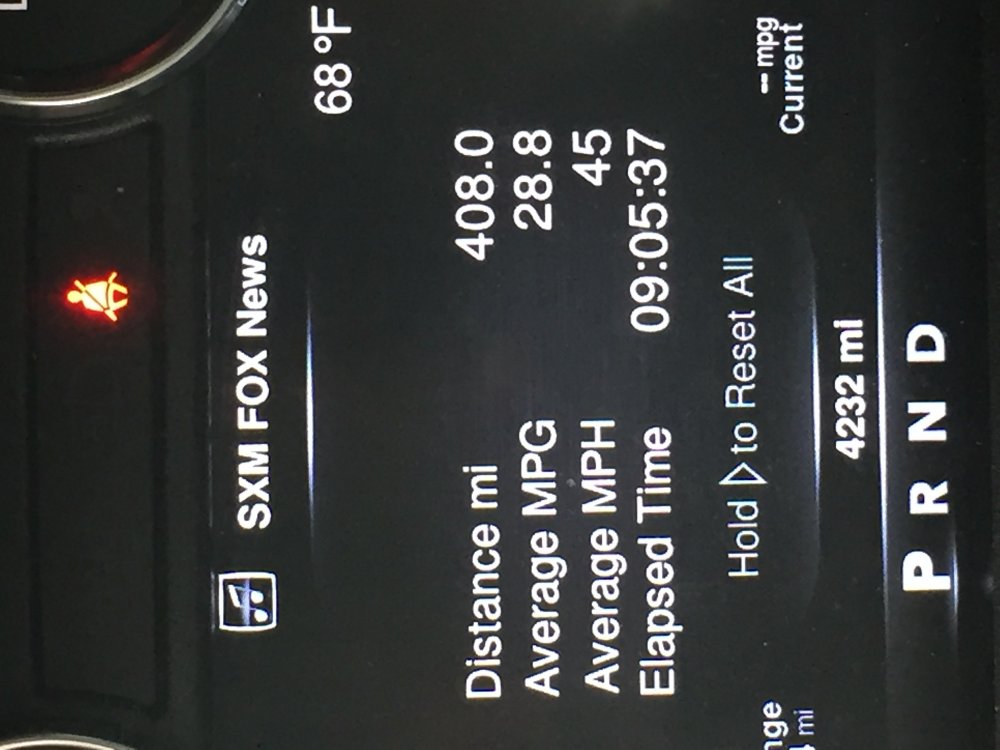 SXM FOX News
68 °F
Distance mi 408.0
Average MPG 28.8
Average MPH 45
Elapsed Time 09:05:37
Hold ▷ to Reset All
mi
-- mpg
Current
4232 mi
P R N D